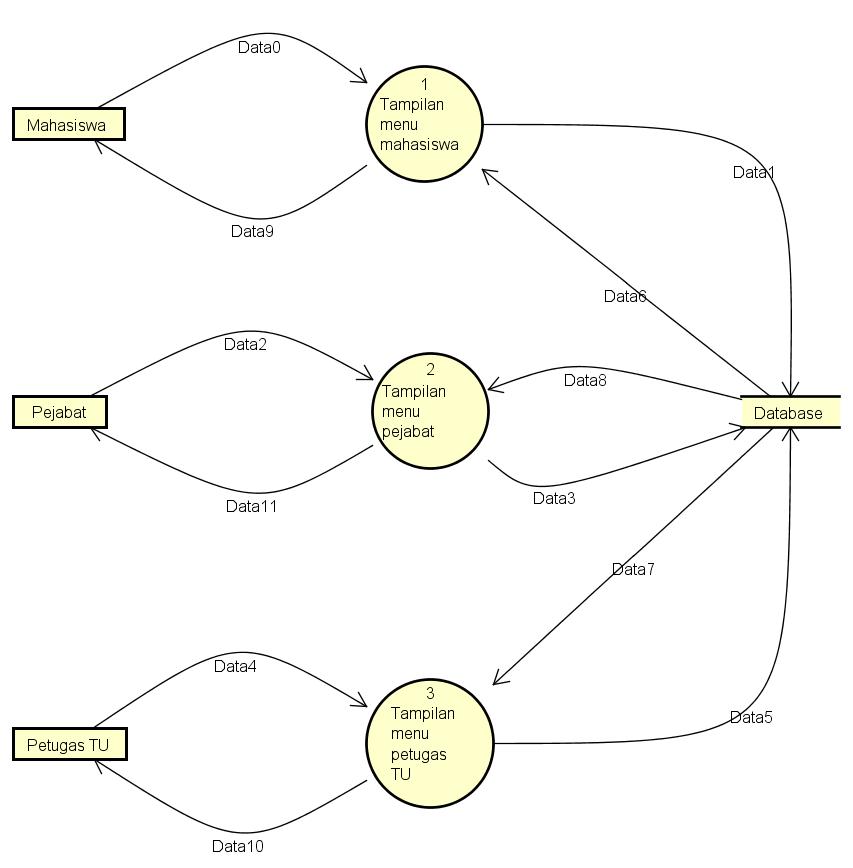 Data0
1
Tampilan
menu
mahasiswa
Mahasiswa
Data1
Data9
Data6
Data2
2
Tampilan
menu
pejabat
Data8
Pejabat
Database
Data11
Data3
Data7
Data4
3
Tampilan
menu
petugas
TU
Data5
Petugas TU
Data10